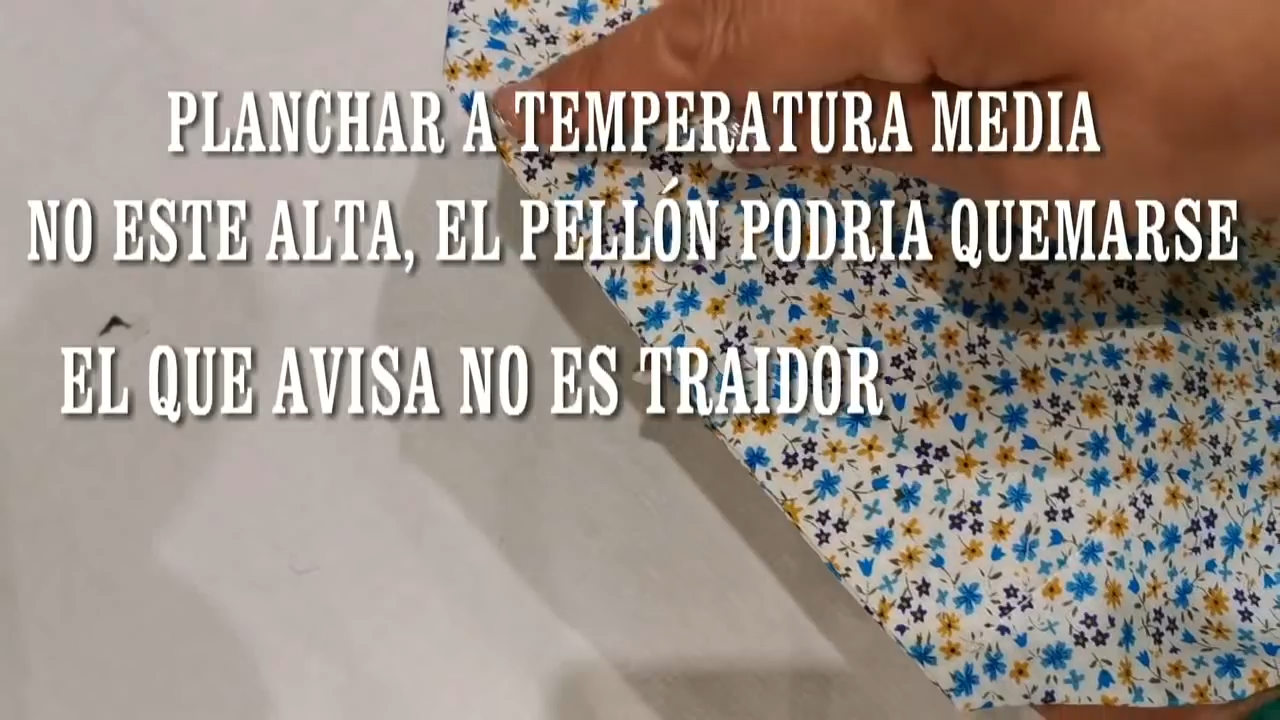 PLANCHAR A TEMPERATURA MEDIA
NO ESTE ALTA, EL PELLÓN PODRIA QUEMARSE
EL QUE AVISA NO ES TRAIDOR